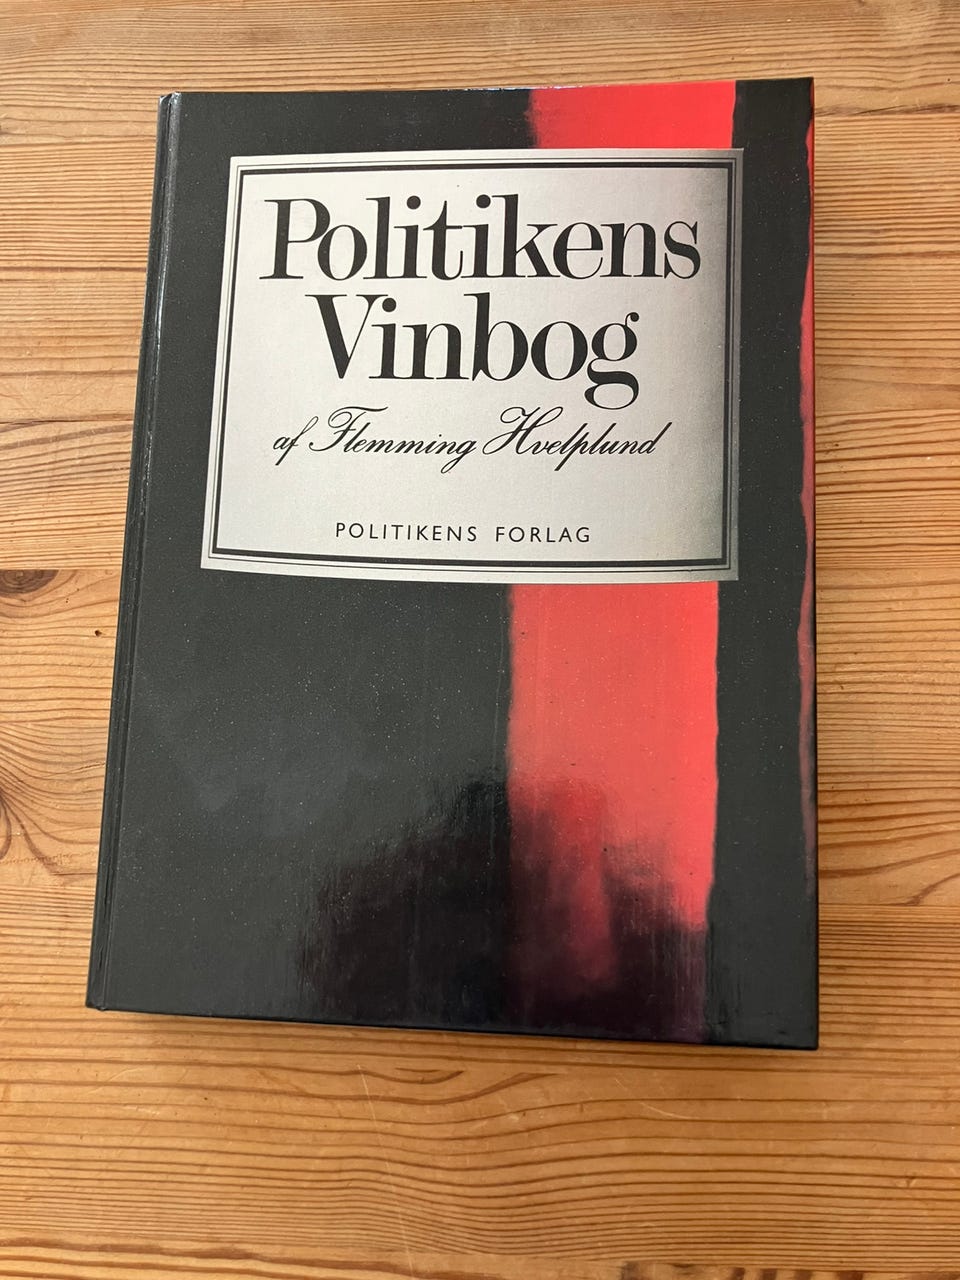 Politikens
Vinbog
af Flemming Hvelplund
POLITIKENS FORLAG